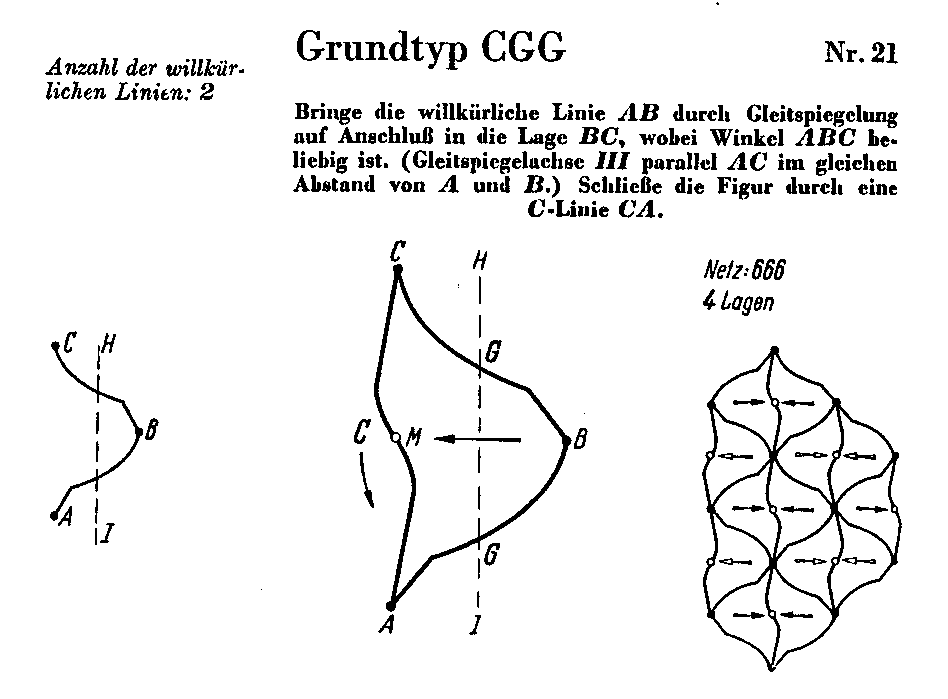 Grundtyp CGG
Nr. 21
Anzahl der willkür-
lichen Linien: 2
Bringe die willkürliche Linie AB durch Gleitspiegelung
auf Anschluß in die Lage BC, wobei Winkel ABC be-
liebig ist. (Gleitspiegelachse III parallel AC im gleichen
Abstand von A und B.) Schließe die Figur durch eine
C-Linie CA.
C
H
B
A
I
C
H
G
C
M
B
G
A
I
Netz: 666
4 Lagen